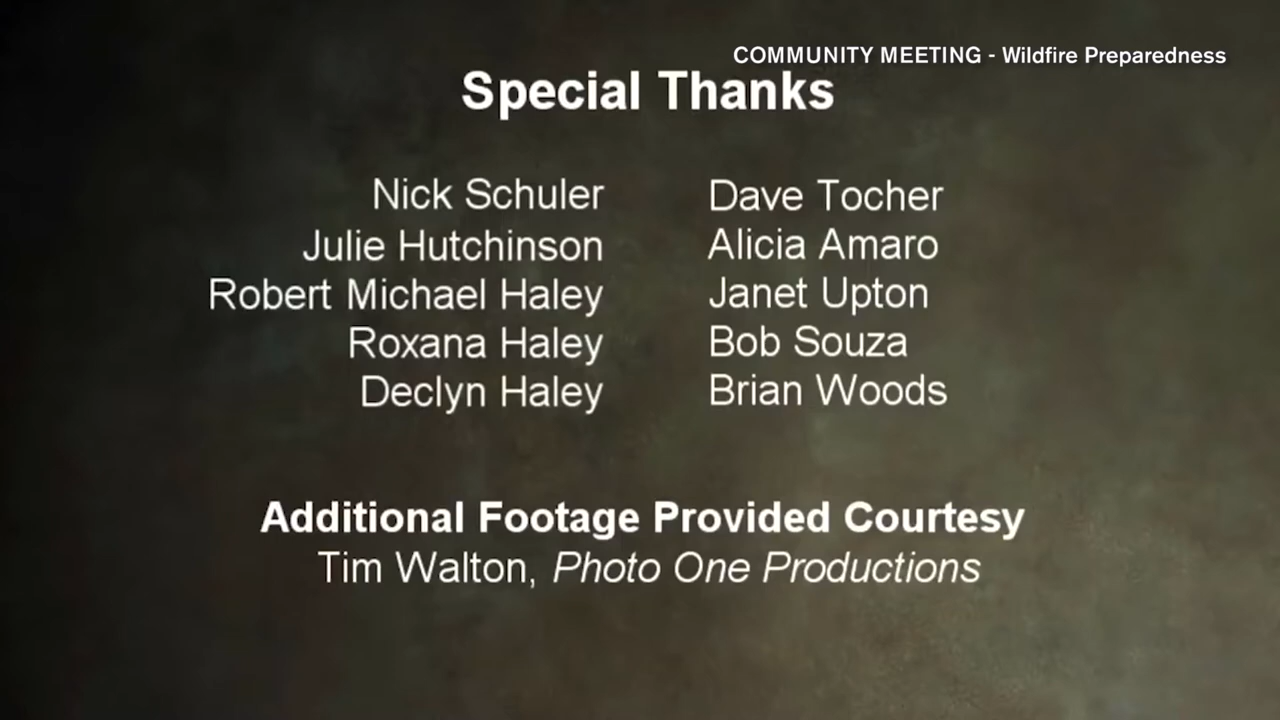 COMMUNITY MEETING - Wildfire Preparedness
Special Thanks
Nick Schuler
Julie Hutchinson
Robert Michael Haley
Roxana Haley
Declyn Haley
Dave Tocher
Alicia Amaro
Janet Upton
Bob Souza
Brian Woods
Additional Footage Provided Courtesy
Tim Walton, Photo One Productions